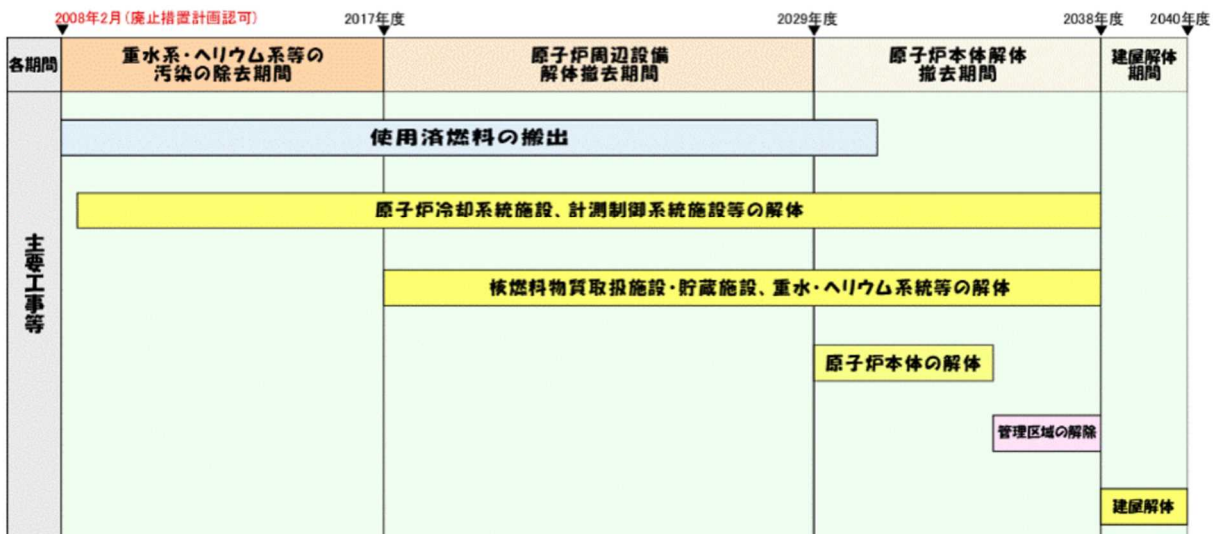 2008年2月(廃止措置計画認可)
2017年度
2029年度
2038年度
2040年度
各期間
重水系・ヘリウム系等の
汚染の除去期間
原子炉周辺設備
解体撤去期間
原子炉本体解体
撤去期間
建屋解体
期間
主要工事等
使用済燃料の搬出
原子炉冷却系統施設、計測制御系統施設等の解体
核燃料物質取扱施設・貯蔵施設、重水・ヘリウム系統等の解体
原子炉本体の解体
管理区域の解除
建屋解体